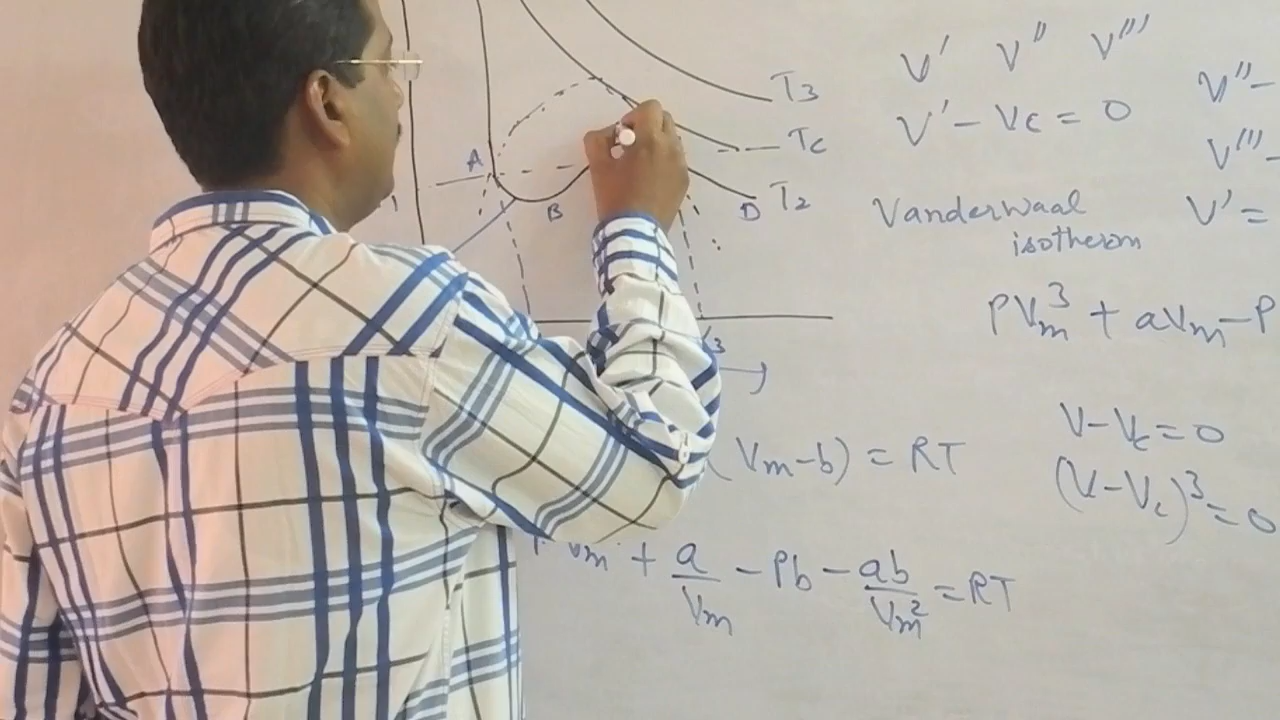 T3
Tc
A
B
D
T2
3
V' V'' V'''
V' - Vc = 0
V'' -
V''' -
Vanderwaal
isotherm
V' =
PVm³ + aVm - P
V - Vc = 0
(V - Vc)³ = 0
(Vm - b) = RT
Vm + a/Vm - Pb - ab/Vm² = RT